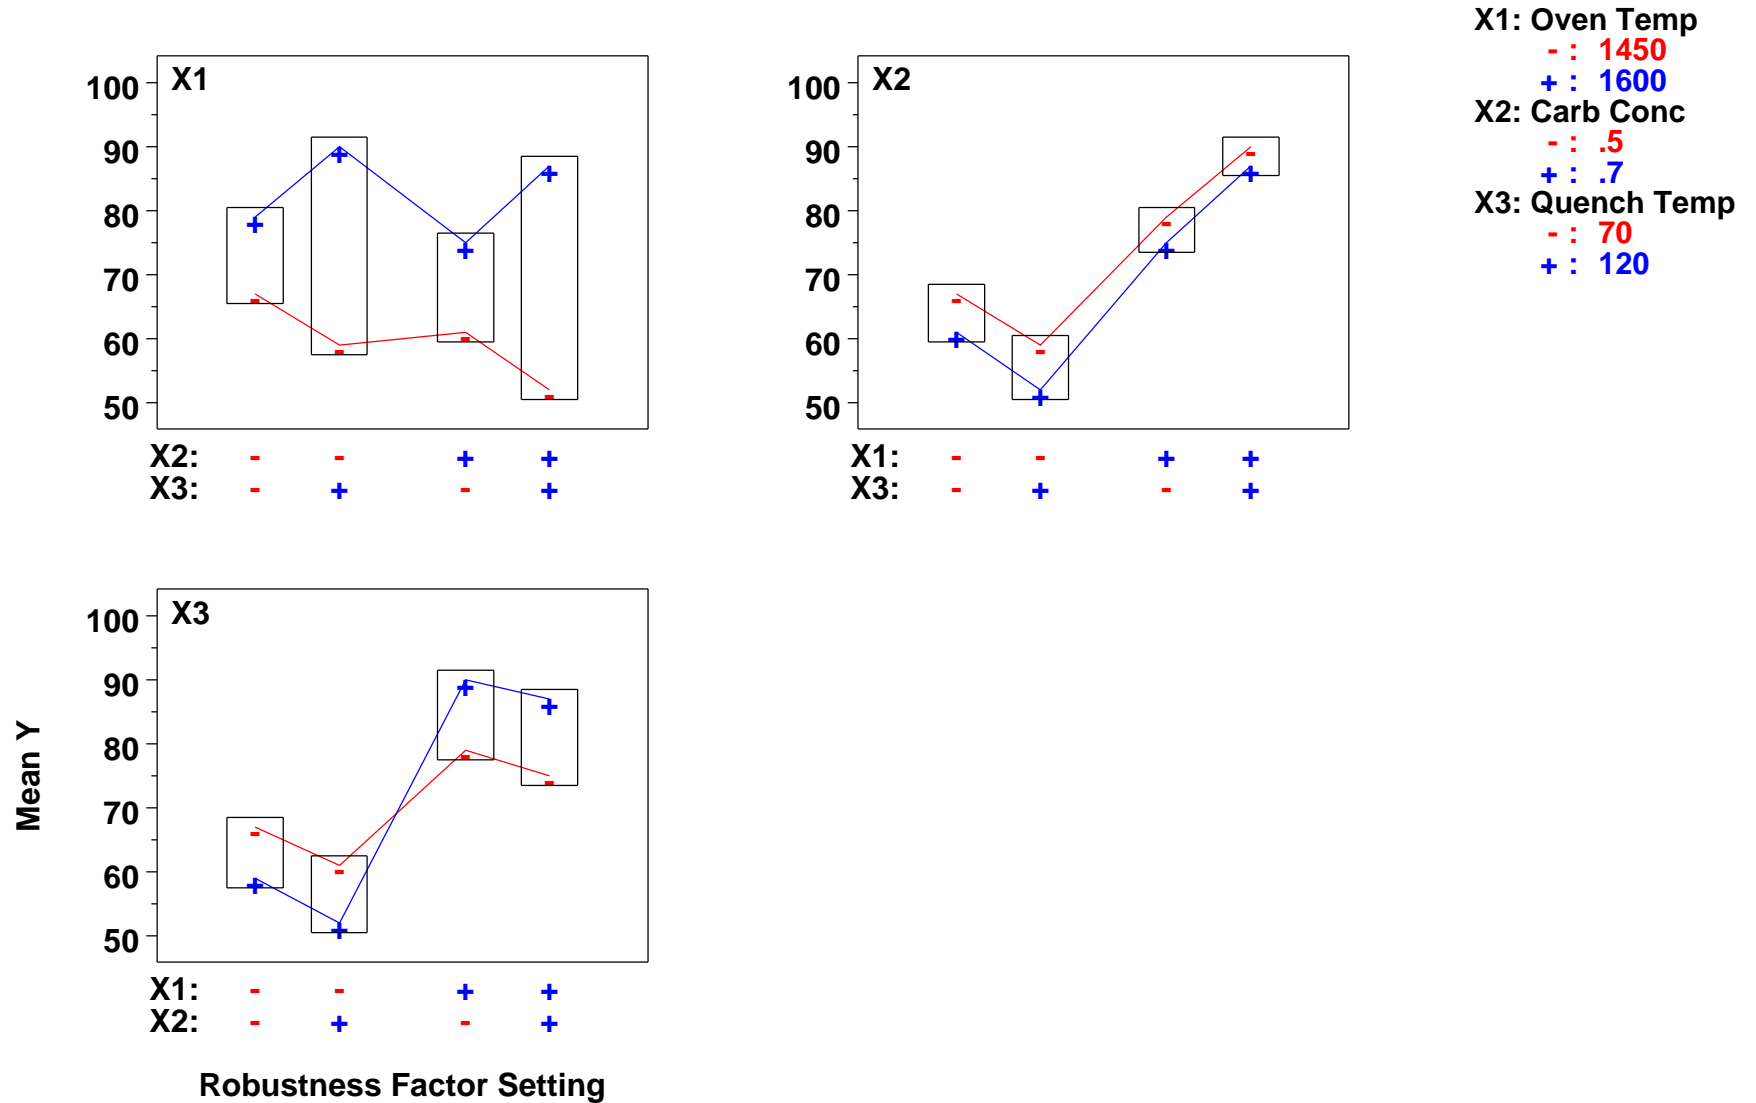 X1: Oven Temp
- : 1450
+ : 1600
X2: Carb Conc
- : .5
+ : .7
X3: Quench Temp
- : 70
+ : 120
X1
100
90
80
70
60
50
X2: - - + +
X3: - + - +
X2
100
90
80
70
60
50
X1: - - + +
X3: - + - +
X3
100
90
80
70
60
50
X1: - - + +
X2: - + - +
Mean Y
Robustness Factor Setting